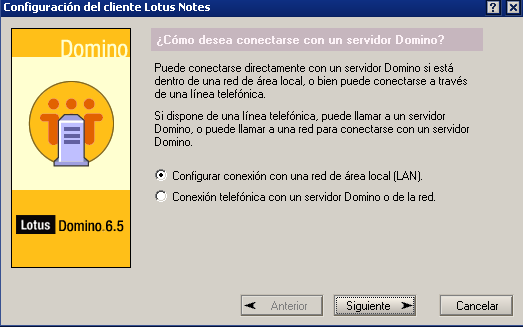 Configuración del cliente Lotus Notes
Domino
Lotus Domino 6.5
¿Cómo desea conectarse con un servidor Domino?
Puede conectarse directamente con un servidor Domino si está
dentro de una red de área local, o bien puede conectarse a través
de una línea telefónica.
Si dispone de una línea telefónica, puede llamar a un servidor
Domino, o puede llamar a una red para conectarse con un servidor
Domino.
Configurar conexión con una red de área local (LAN).
Conexión telefónica con un servidor Domino o de la red.
Anterior
Siguiente
Cancelar